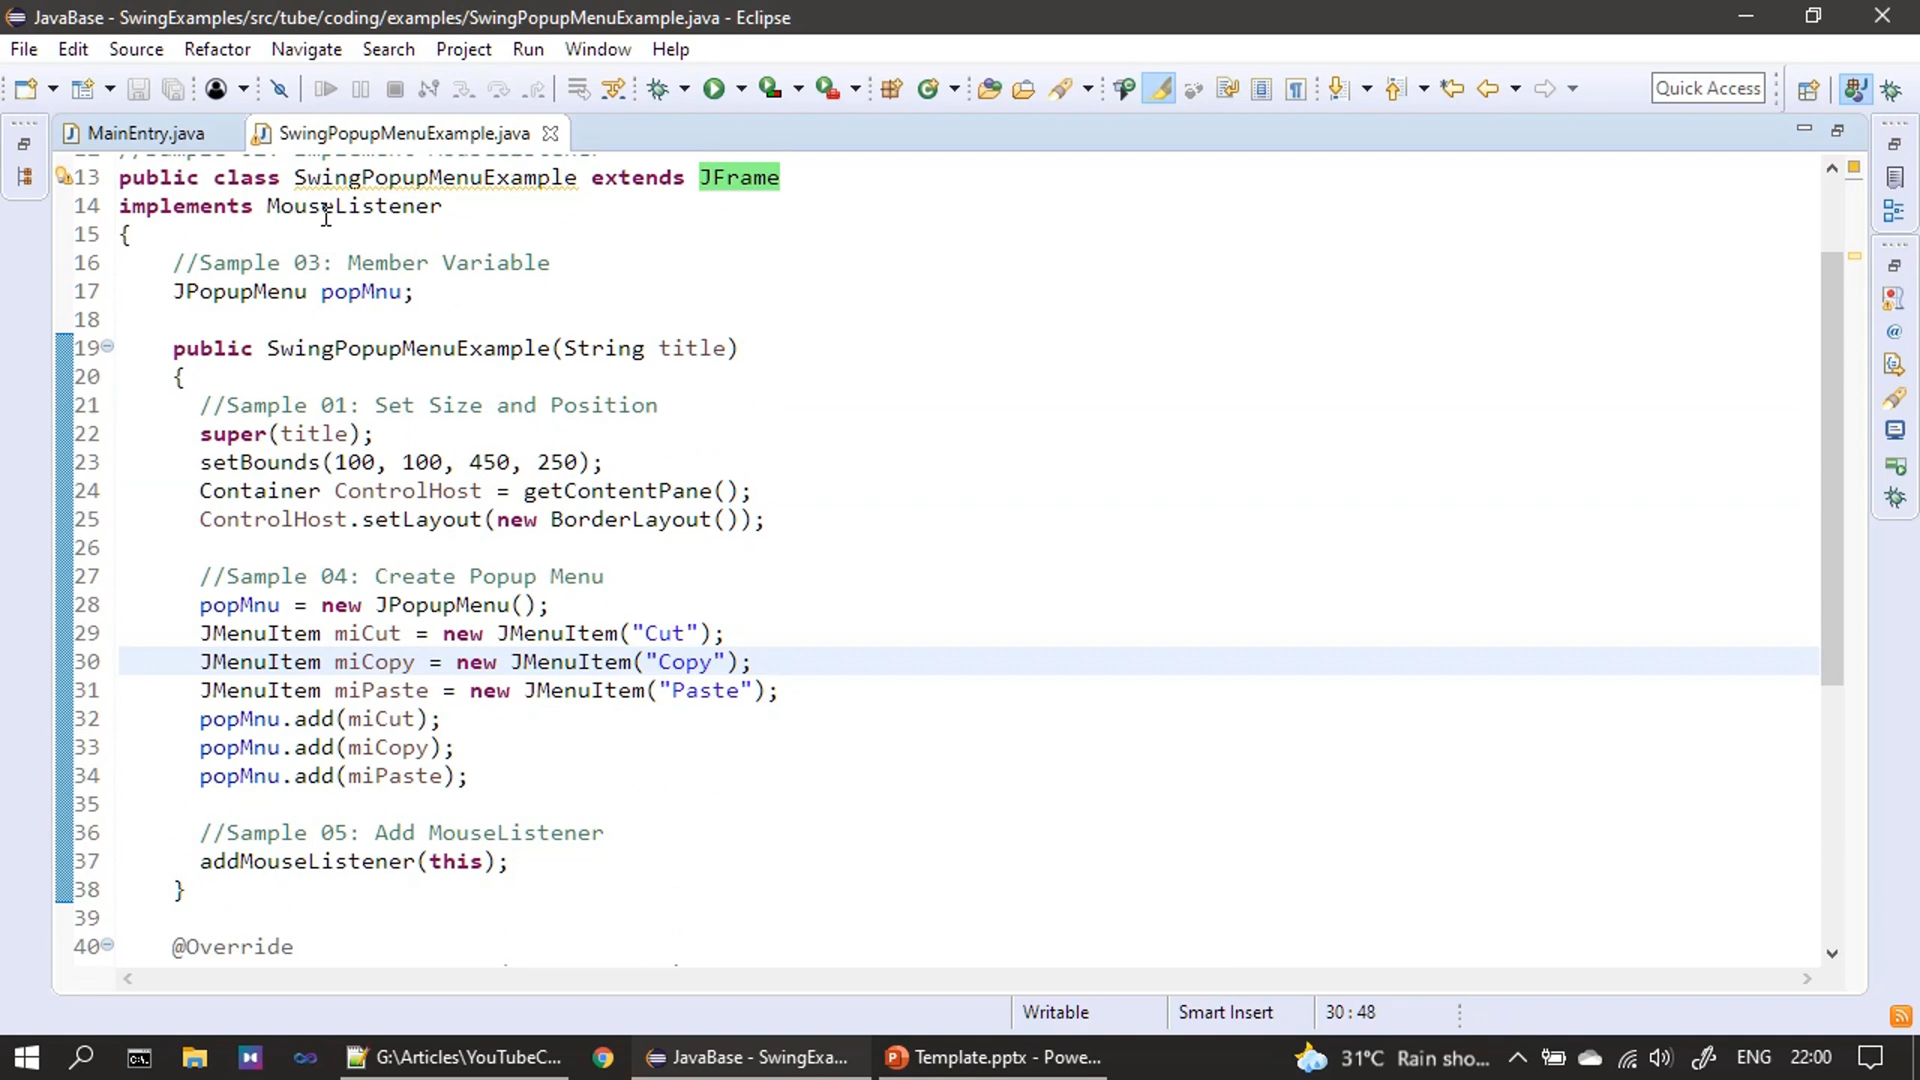 JavaBase - SwingExamples/src/tube/coding/examples/SwingPopupMenuExample.java - Eclipse
File Edit Source Refactor Navigate Search Project Run Window Help
Quick Access
MainEntry.java SwingPopupMenuExample.java
13 public class SwingPopupMenuExample extends JFrame
14 implements MouseListener
15 {
16 //Sample 03: Member Variable
17 JPopupMenu popMnu;
18
19 public SwingPopupMenuExample(String title)
20 {
21 //Sample 01: Set Size and Position
22 super(title);
23 setBounds(100, 100, 450, 250);
24 Container ControlHost = getContentPane();
25 ControlHost.setLayout(new BorderLayout());
26
27 //Sample 04: Create Popup Menu
28 popMnu = new JPopupMenu();
29 JMenuItem miCut = new JMenuItem("Cut");
30 JMenuItem miCopy = new JMenuItem("Copy");
31 JMenuItem miPaste = new JMenuItem("Paste");
32 popMnu.add(miCut);
33 popMnu.add(miCopy);
34 popMnu.add(miPaste);
35
36 //Sample 05: Add MouseListener
37 addMouseListener(this);
38 }
39
40 @Override
Writable Smart Insert 30 : 48
G:\Articles\YouTubeC... JavaBase - SwingExa... Template.pptx - Powe... 31°C Rain sho... ENG 22:00